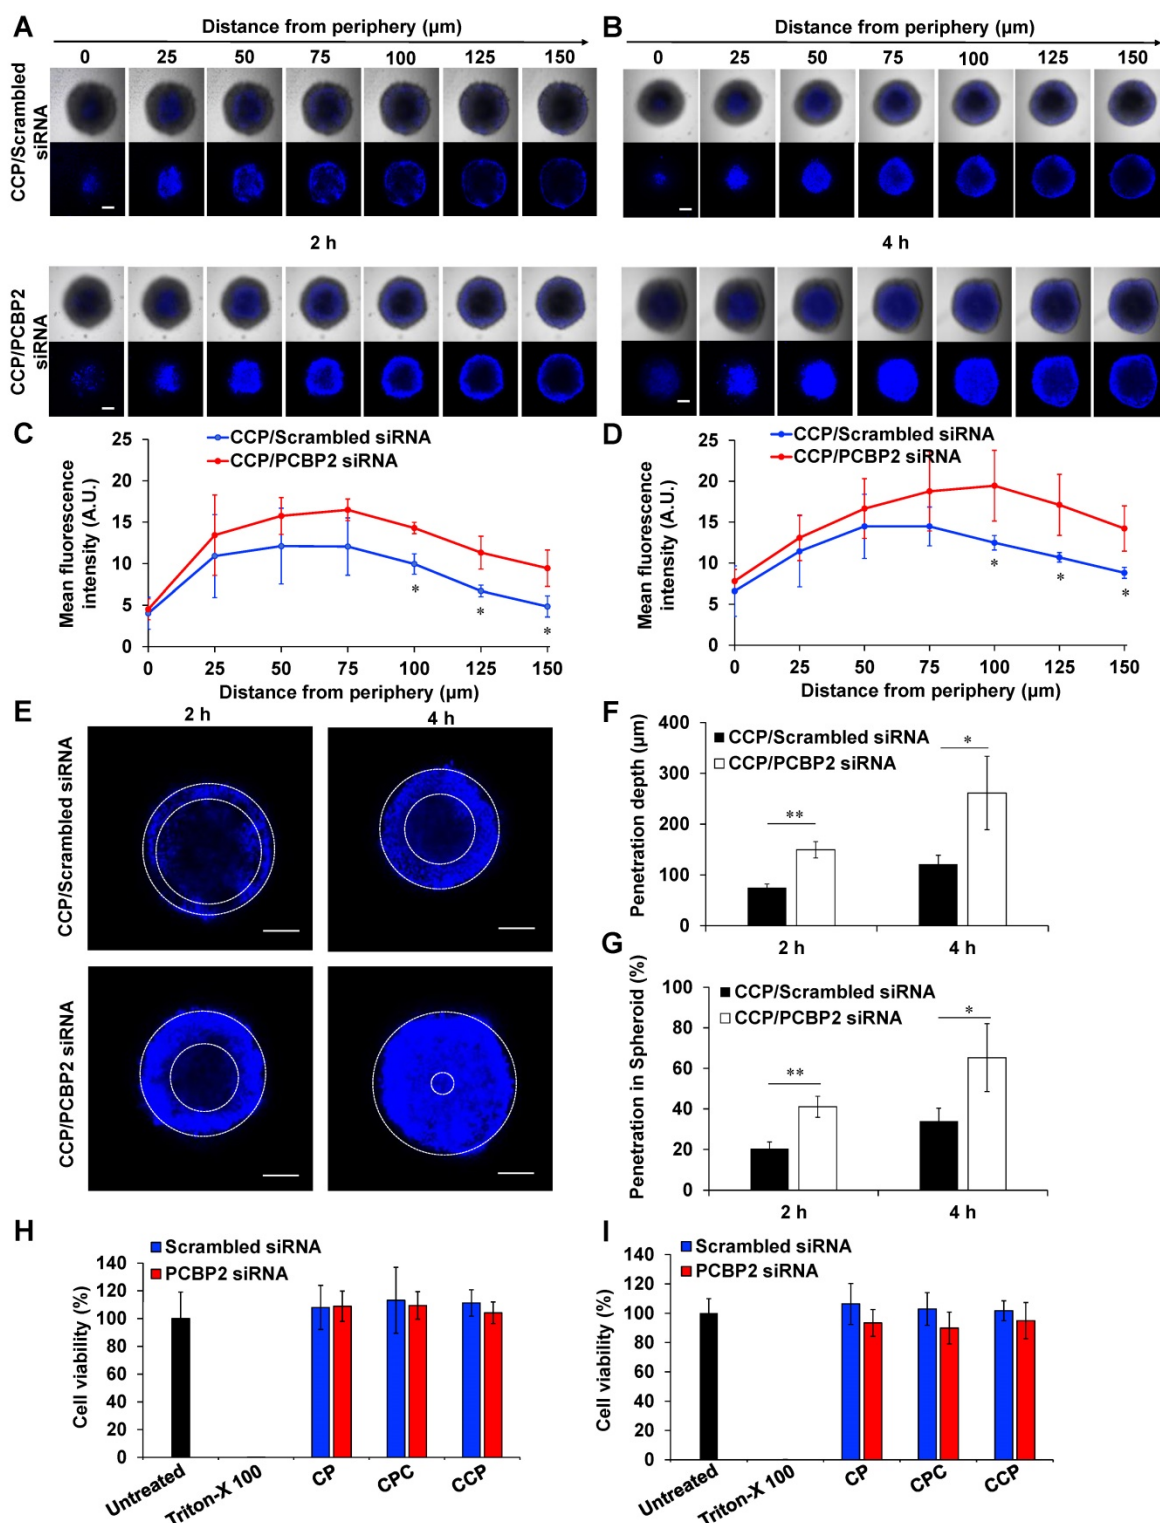 A
Distance from periphery (µm)
0 25 50 75 100 125 150
CCP/Scrambled
siRNA
B
Distance from periphery (µm)
0 25 50 75 100 125 150
2 h
4 h
CCP/PCBP2
siRNA
C
CCP/Scrambled siRNA
CCP/PCBP2 siRNA
Mean fluorescence
intensity (A.U.)
25
20
15
10
5
0
*
*
*
0 25 50 75 100 125 150
Distance from periphery (µm)
D
CCP/Scrambled siRNA
CCP/PCBP2 siRNA
Mean fluorescence
intensity (A.U.)
25
20
15
10
5
0
*
*
*
0 25 50 75 100 125 150
Distance from periphery (µm)
E
2 h
4 h
CCP/Scrambled siRNA
CCP/PCBP2 siRNA
F
CCP/Scrambled siRNA
CCP/PCBP2 siRNA
Penetration depth (µm)
400
300
200
100
0
**
*
2 h
4 h
G
CCP/Scrambled siRNA
CCP/PCBP2 siRNA
Penetration in Spheroid (%)
100
80
60
40
20
0
**
*
2 h
4 h
H
Scrambled siRNA
PCBP2 siRNA
Cell viability (%)
140
120
100
80
60
40
20
0
Untreated
Triton-X 100
CP
CPC
CCP
I
Scrambled siRNA
PCBP2 siRNA
Cell viability (%)
140
120
100
80
60
40
20
0
Untreated
Triton-X 100
CP
CPC
CCP